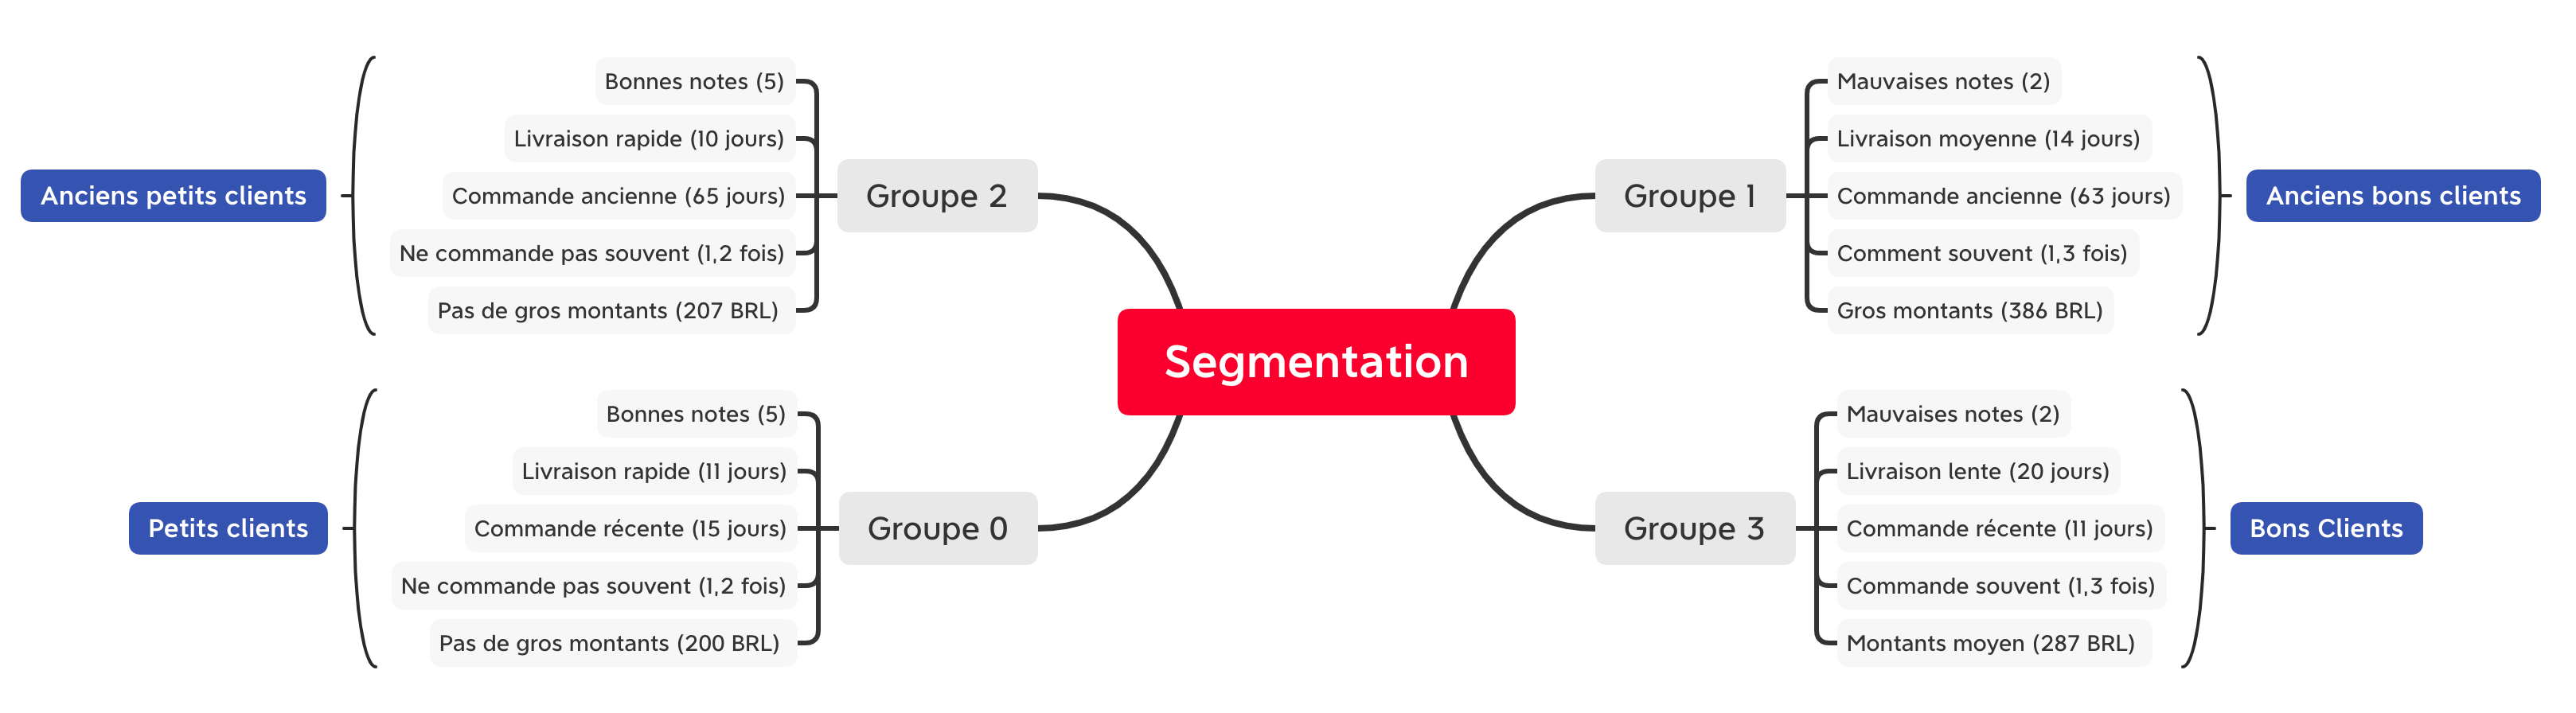 Segmentation
Groupe 2
Bonnes notes (5)
Livraison rapide (10 jours)
Commande ancienne (65 jours)
Ne commande pas souvent (1,2 fois)
Pas de gros montants (207 BRL)
Anciens petits clients
Groupe 0
Bonnes notes (5)
Livraison rapide (11 jours)
Commande récente (15 jours)
Ne commande pas souvent (1,2 fois)
Pas de gros montants (200 BRL)
Petits clients
Groupe 1
Mauvaises notes (2)
Livraison moyenne (14 jours)
Commande ancienne (63 jours)
Comment souvent (1,3 fois)
Gros montants (386 BRL)
Anciens bons clients
Groupe 3
Mauvaises notes (2)
Livraison lente (20 jours)
Commande récente (11 jours)
Commande souvent (1,3 fois)
Montants moyen (287 BRL)
Bons Clients